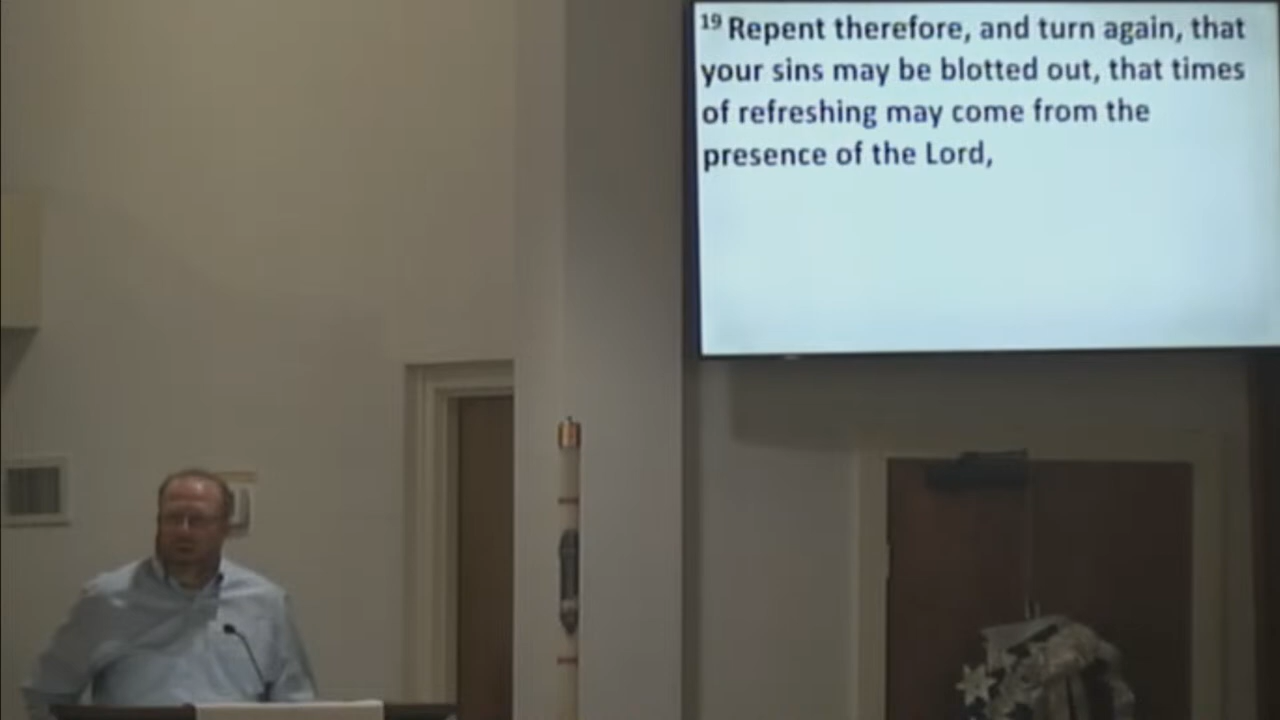 19 Repent therefore, and turn again, that
your sins may be blotted out, that times
of refreshing may come from the
presence of the Lord,